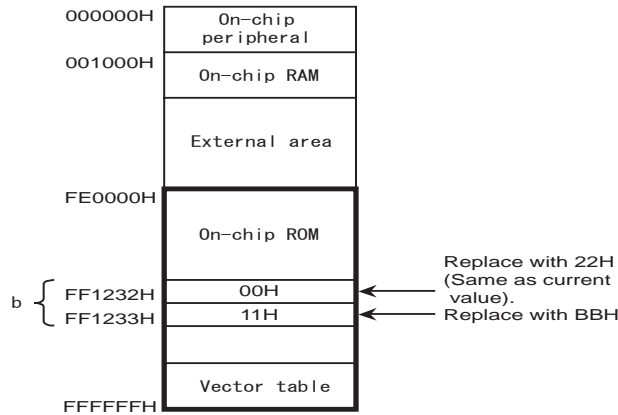 000000H
On-chip
peripheral
001000H
On-chip RAM
External area
FE0000H
On-chip ROM
Replace with 22H
(Same as current
value).
b
FF1232H
00H
FF1233H
11H
Replace with BBH
Vector table
FFFFFFH